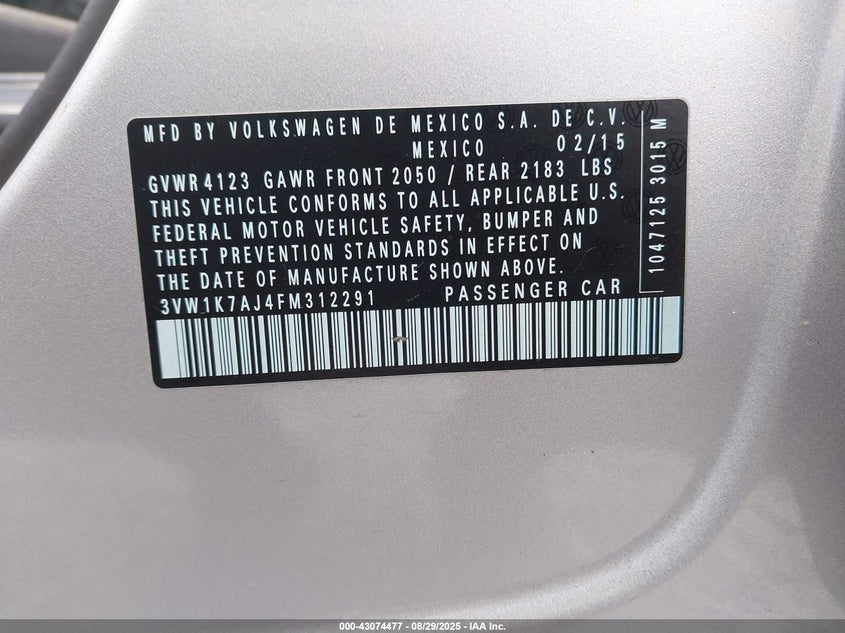 MFD BY VOLKSWAGEN DE MEXICO S.A. DE C.V.
MEXICO 02/15
GVWR 4123 GAWR FRONT 2050 / REAR 2183 LBS
THIS VEHICLE CONFORMS TO ALL APPLICABLE U.S.
FEDERAL MOTOR VEHICLE SAFETY, BUMPER AND
THEFT PREVENTION STANDARDS IN EFFECT ON
THE DATE OF MANUFACTURE SHOWN ABOVE.
3VW1K7AJ4FM312291 PASSENGER CAR
1047125 3015 M
000-43074477 - 08/29/2025 - IAA Inc.